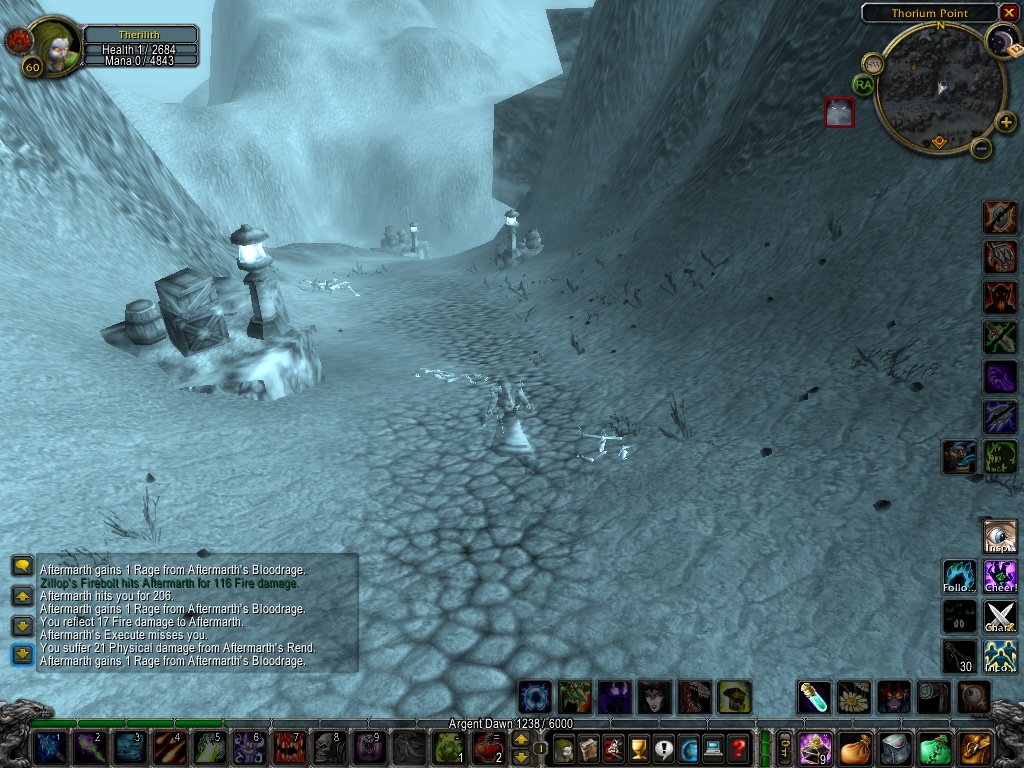 Thorium Point
N
Therilith
Health 1 / 2684
Mana 0 / 4843
60
RA
Insp...
Follo...
Cheer!
Char...
30
Inco...
Aftermarth gains 1 Rage from Aftermarth's Bloodrage.
Zillop's Firebolt hits Aftermarth for 116 Fire damage.
Aftermarth hits you for 206.
Aftermarth gains 1 Rage from Aftermarth's Bloodrage.
You reflect 17 Fire damage to Aftermarth.
Aftermarth's Execute misses you.
You suffer 21 Physical damage from Aftermarth's Rend.
Aftermarth gains 1 Rage from Aftermarth's Bloodrage.
Argent Dawn 1238 / 6000
1 2 3 4 5 6 7 8 9 - =
1 2 1 9